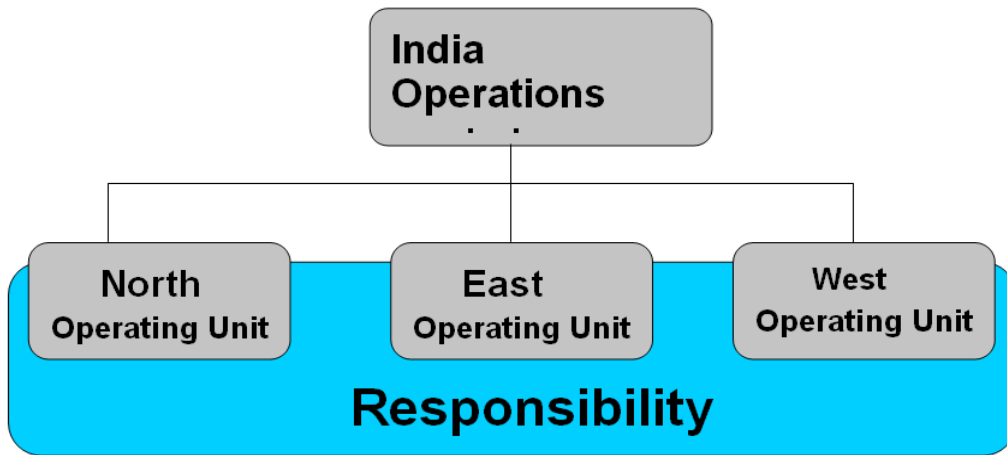 India
Operations
North
Operating Unit
East
Operating Unit
West
Operating Unit
Responsibility